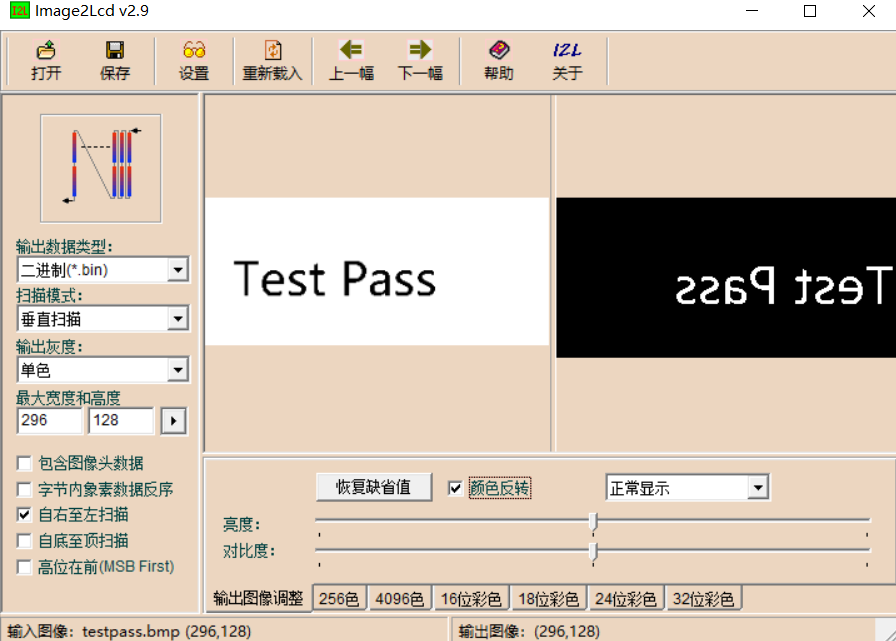 I2L Image2Lcd v2.9
打开 保存 设置 重新载入 上一幅 下一幅 I2L 帮助 关于
输出数据类型:
二进制(*.bin)
扫描模式:
垂直扫描
输出灰度:
单色
最大宽度和高度
296 128
包含图像头数据
字节内象素数据反序
自右至左扫描
自底至顶扫描
高位在前(MSB First)
Test Pass
Test Pass
恢复缺省值 颜色反转 正常显示
亮度:
对比度:
输出图像调整 256色 4096色 16位彩色 18位彩色 24位彩色 32位彩色
输入图像: testpass.bmp (296,128) 输出图像: (296,128)